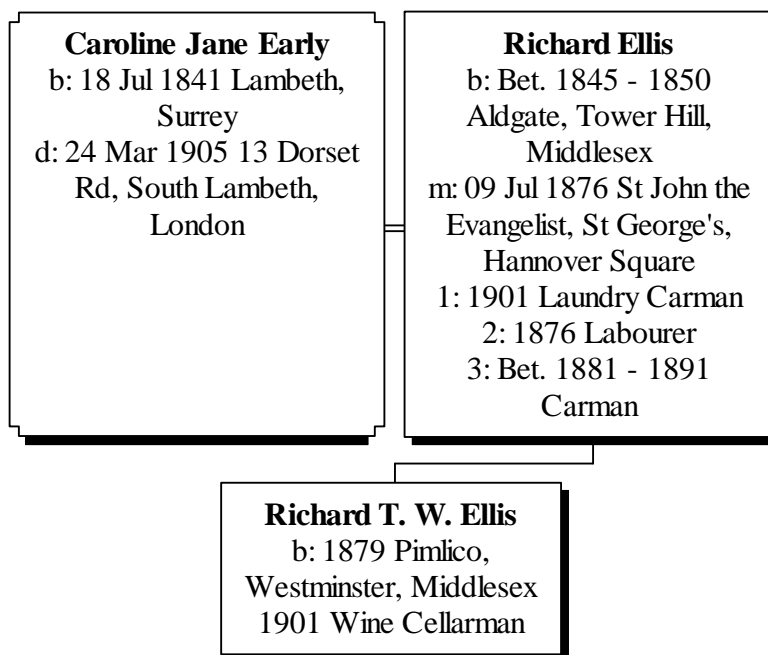 Caroline Jane Early
b: 18 Jul 1841 Lambeth,
Surrey
d: 24 Mar 1905 13 Dorset
Rd, South Lambeth,
London
Richard Ellis
b: Bet. 1845 - 1850
Aldgate, Tower Hill,
Middlesex
m: 09 Jul 1876 St John the
Evangelist, St George's,
Hannover Square
1: 1901 Laundry Carman
2: 1876 Labourer
3: Bet. 1881 - 1891
Carman
Richard T. W. Ellis
b: 1879 Pimlico,
Westminster, Middlesex
1901 Wine Cellarman